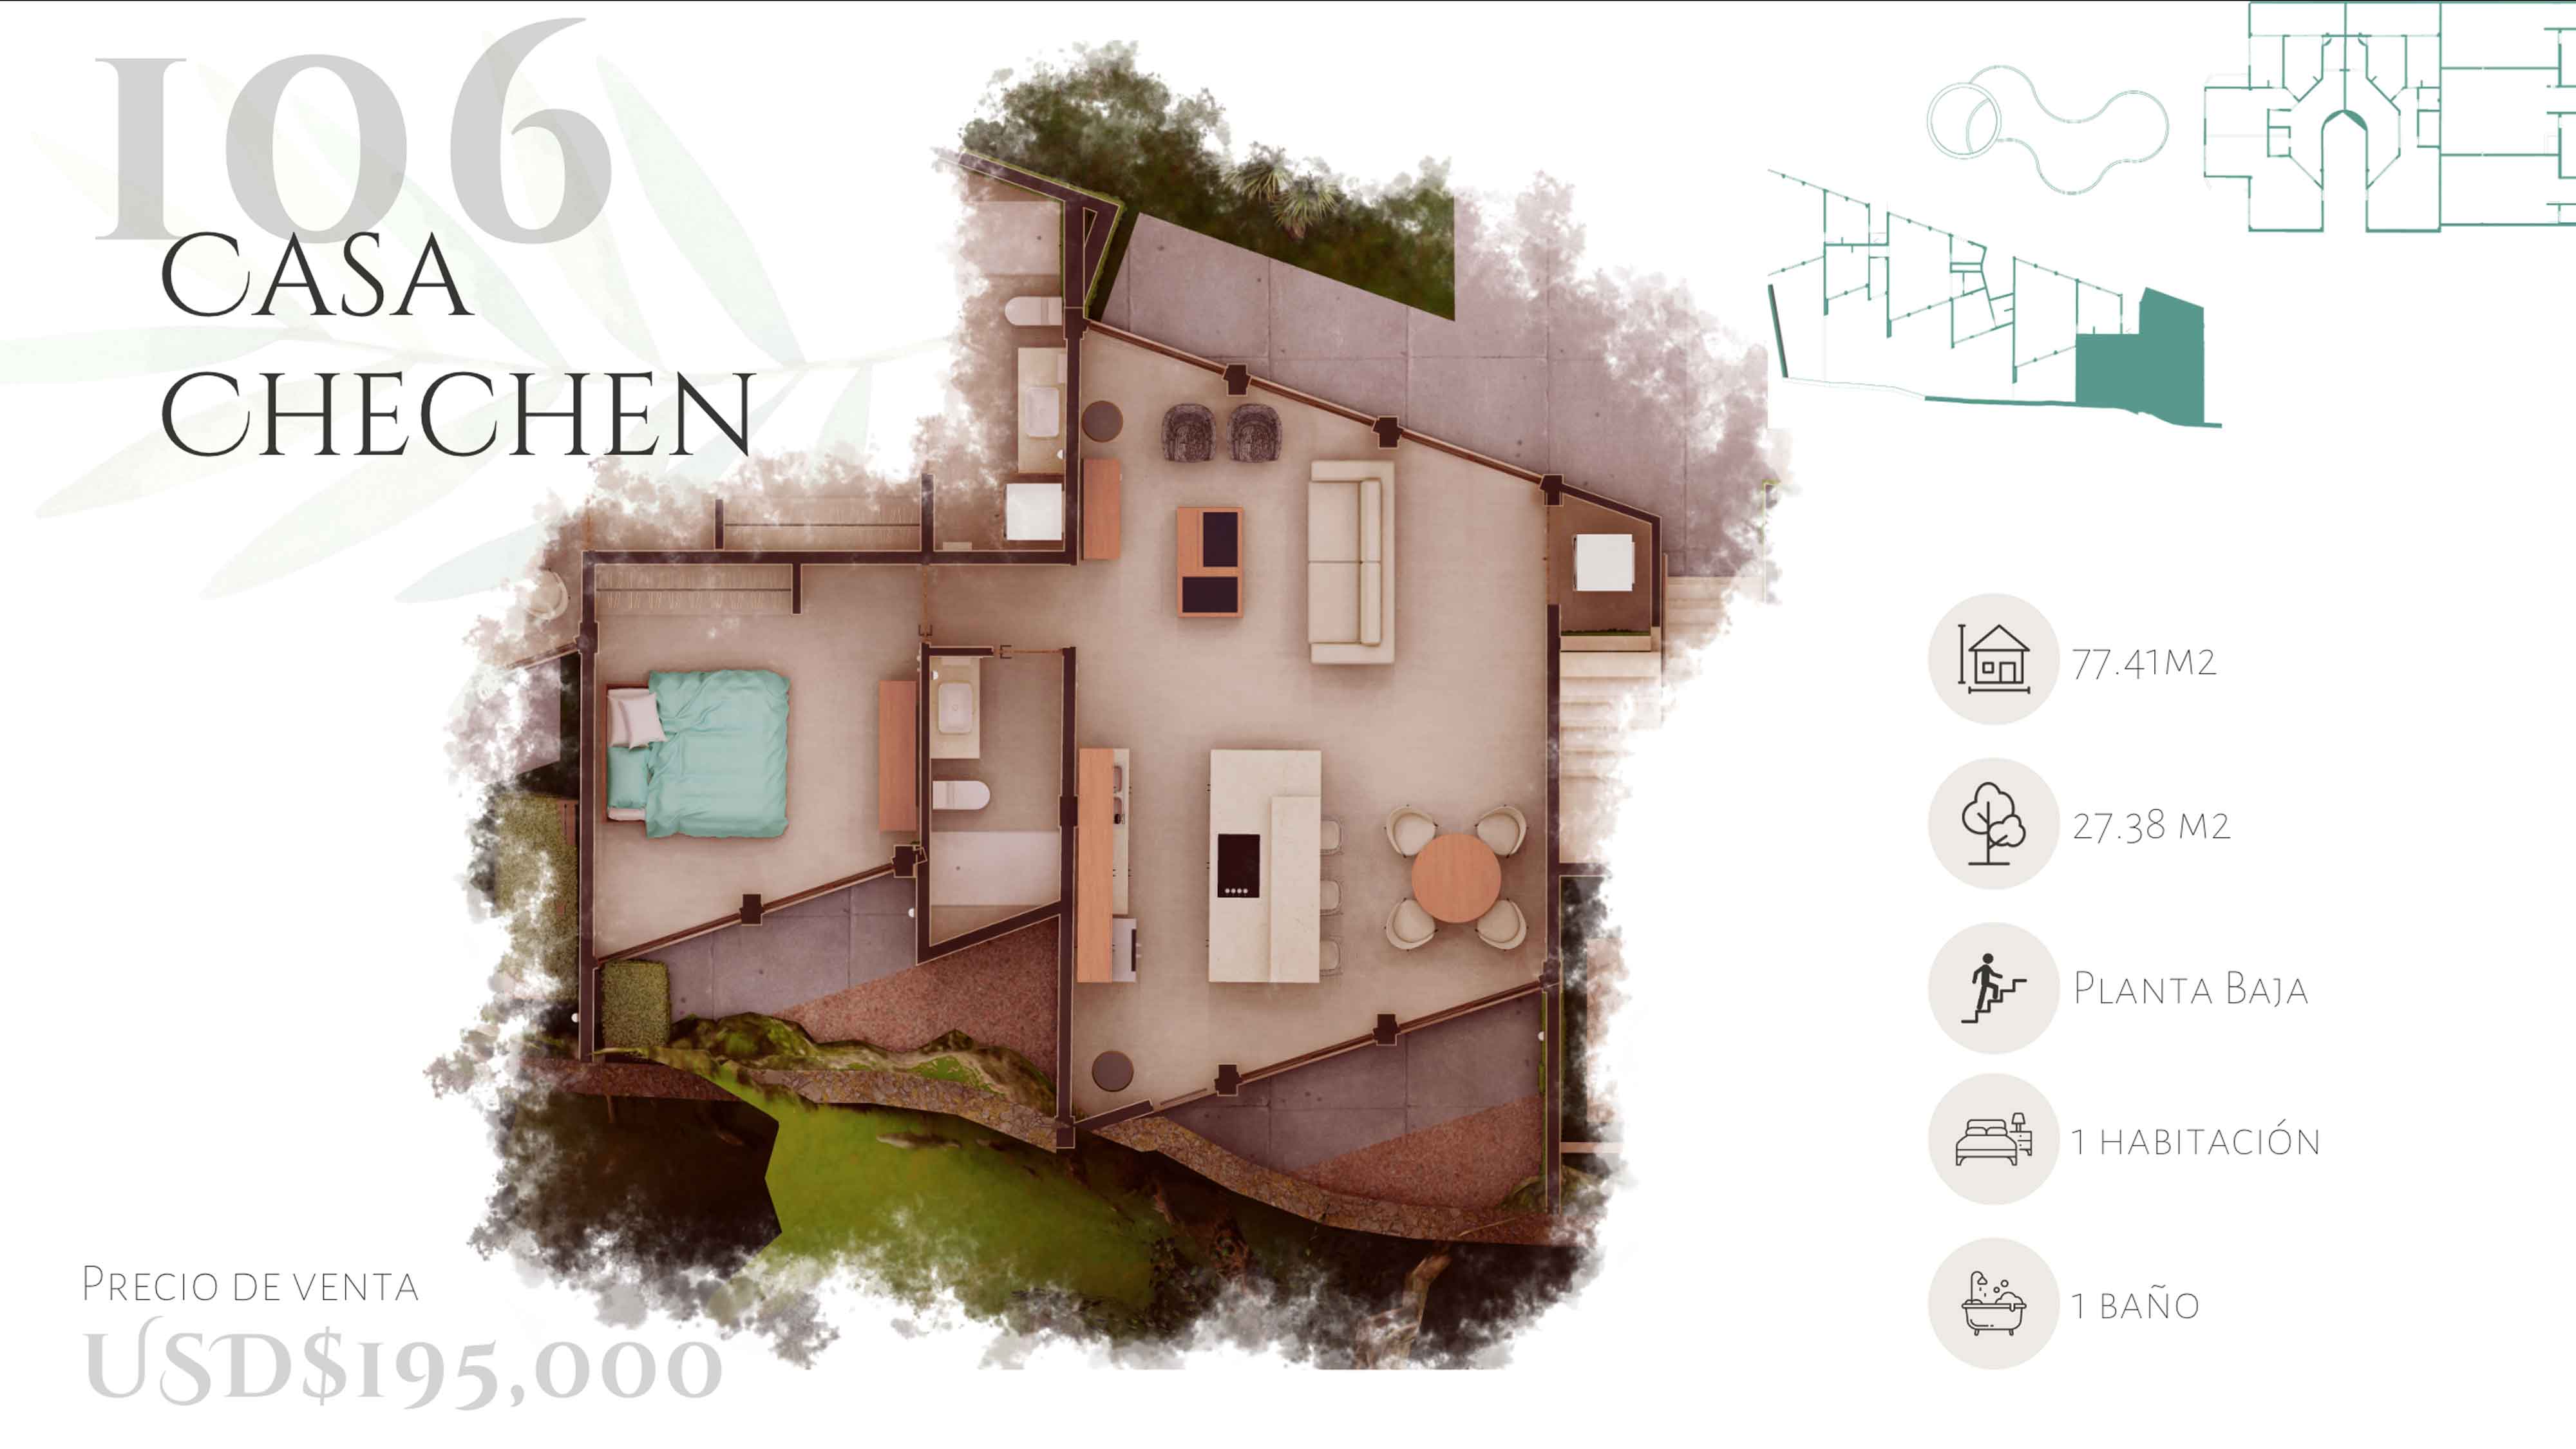 106
Casa
Chechen
77.41m2
27.38 m2
Planta Baja
1 habitación
1 baño
Precio de venta
USD$195,000